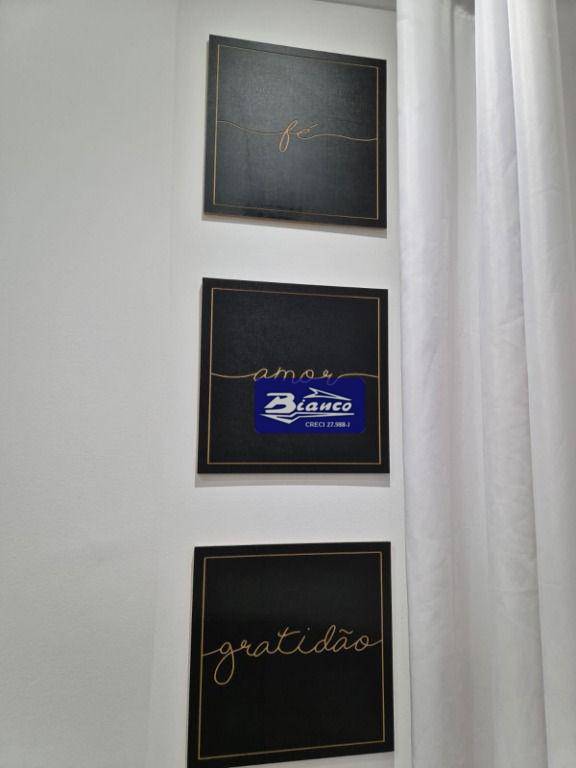 fé
amor
Bianco
CRECI 27.988-J
gratidão